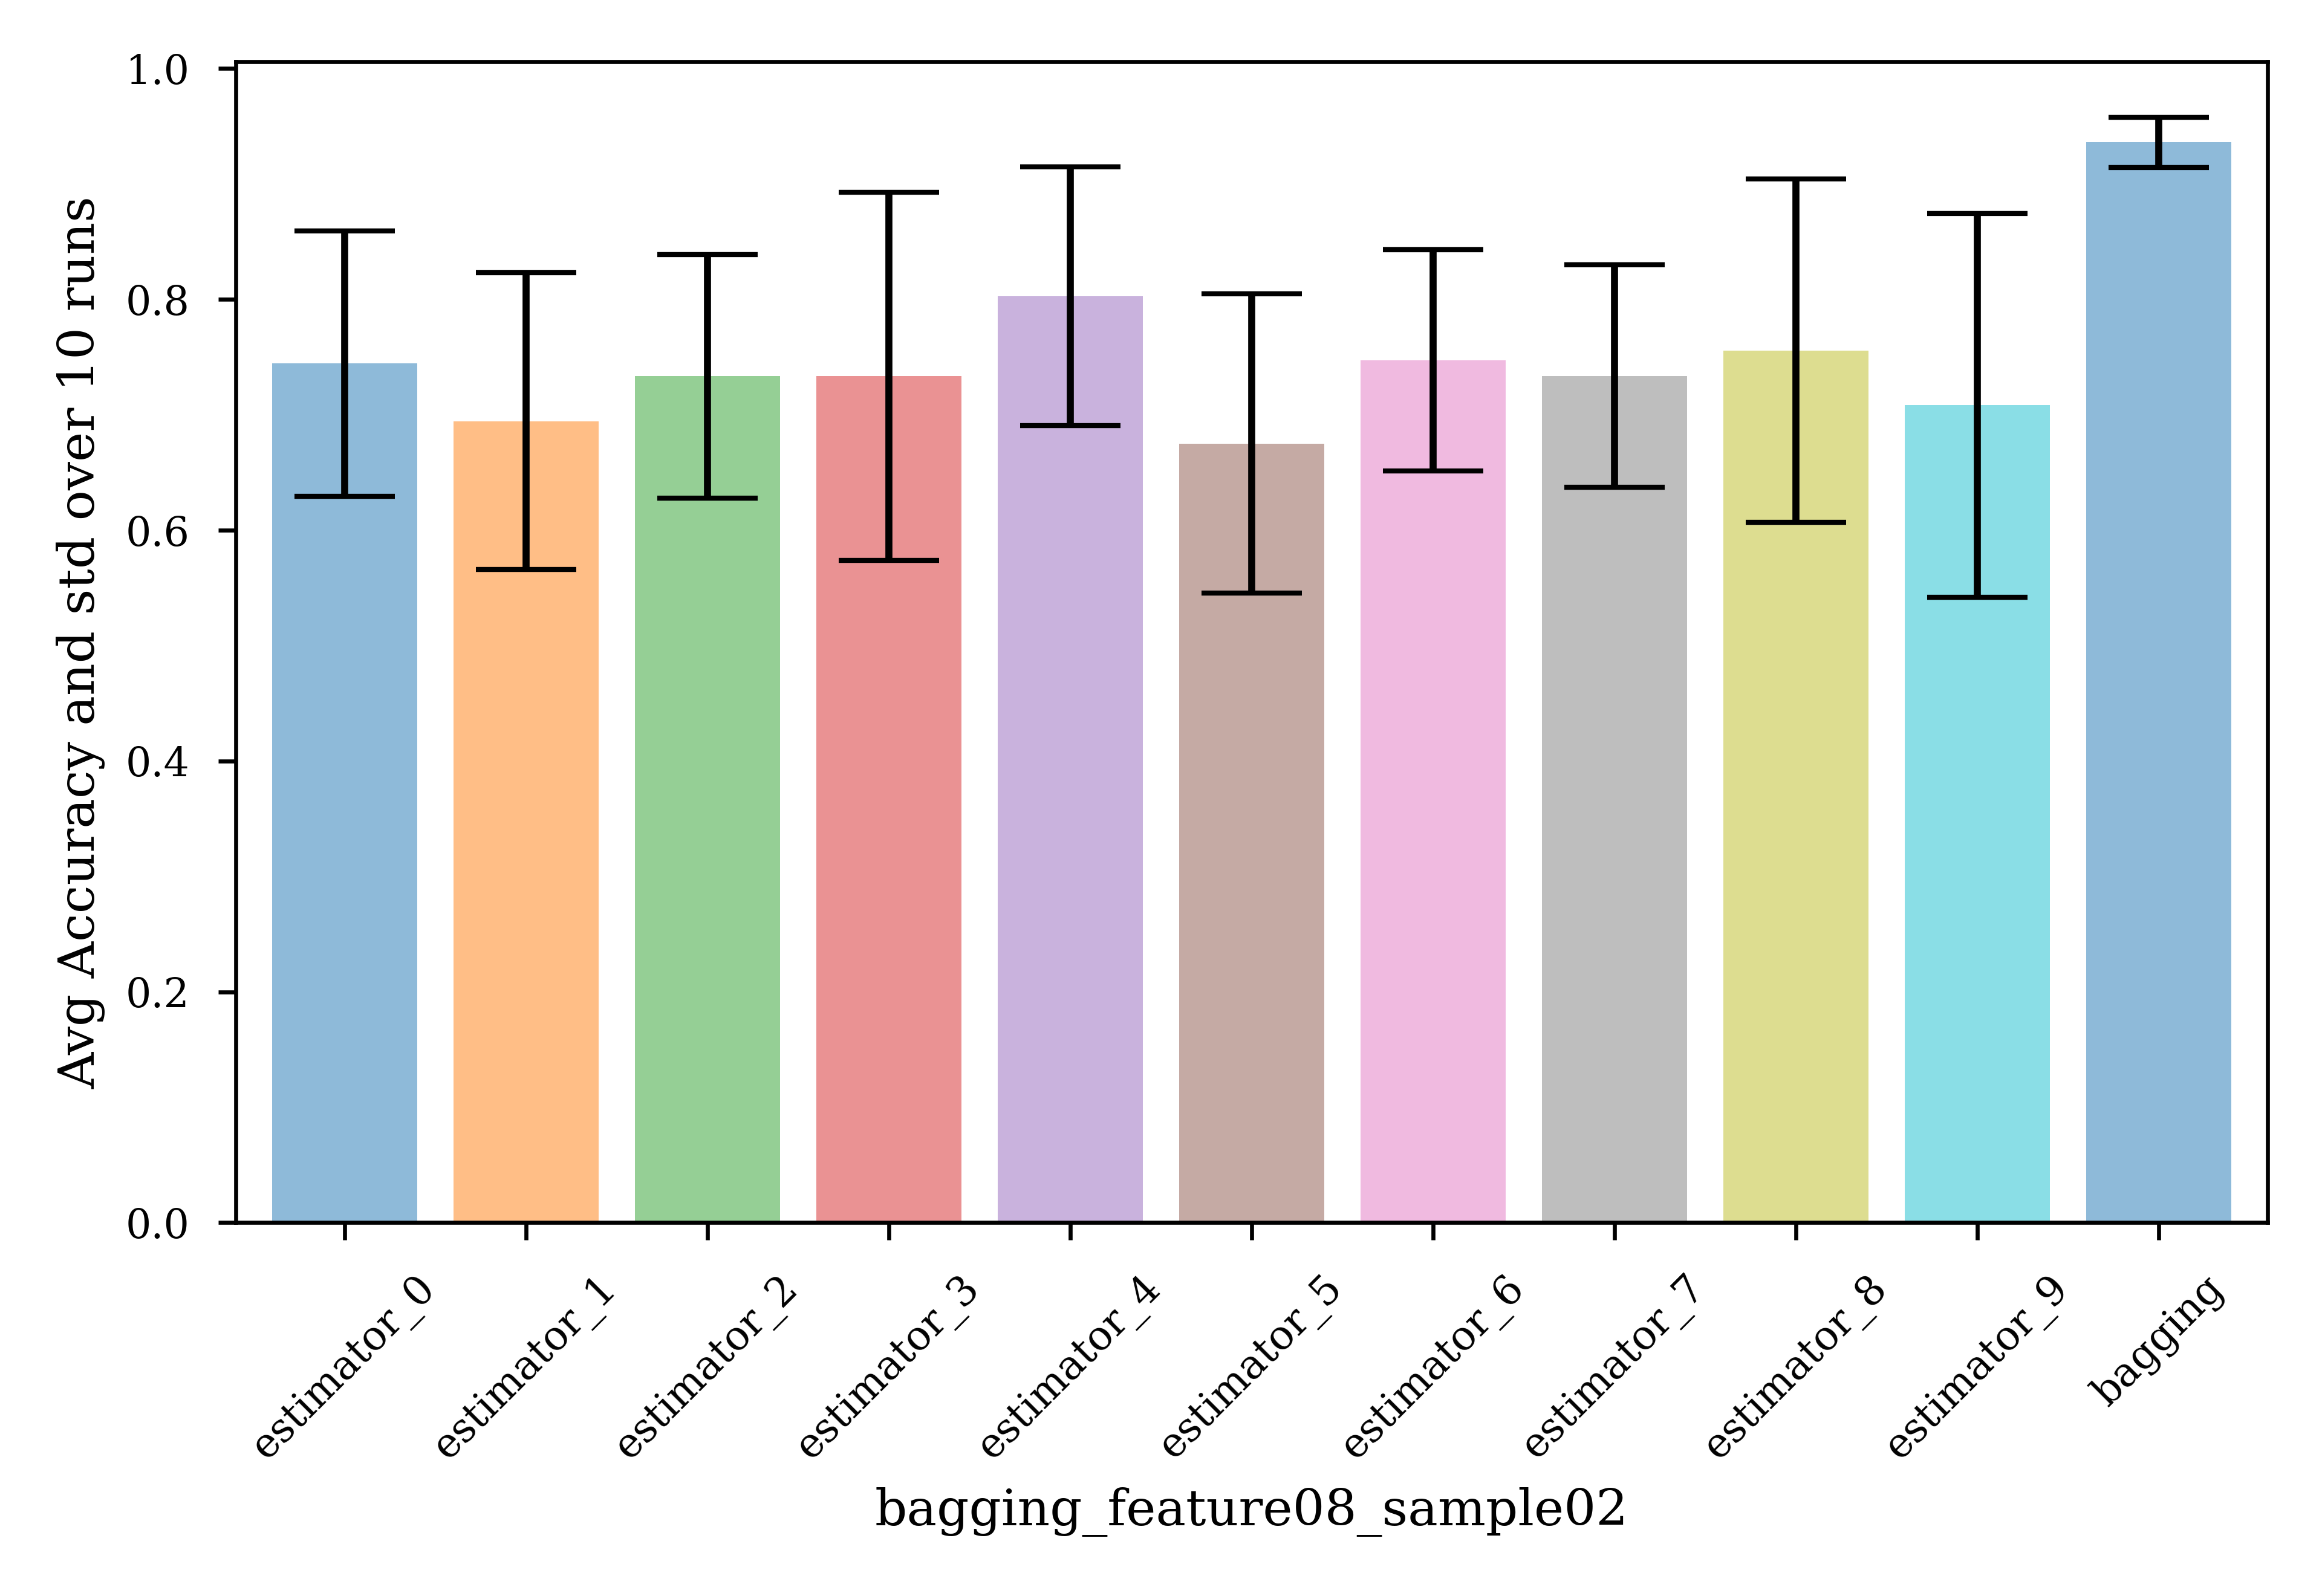 Avg Accuracy and std over 10 runs
1.0
0.8
0.6
0.4
0.2
0.0
estimator_0
estimator_1
estimator_2
estimator_3
estimator_4
estimator_5
estimator_6
estimator_7
estimator_8
estimator_9
bagging
bagging_feature08_sample02